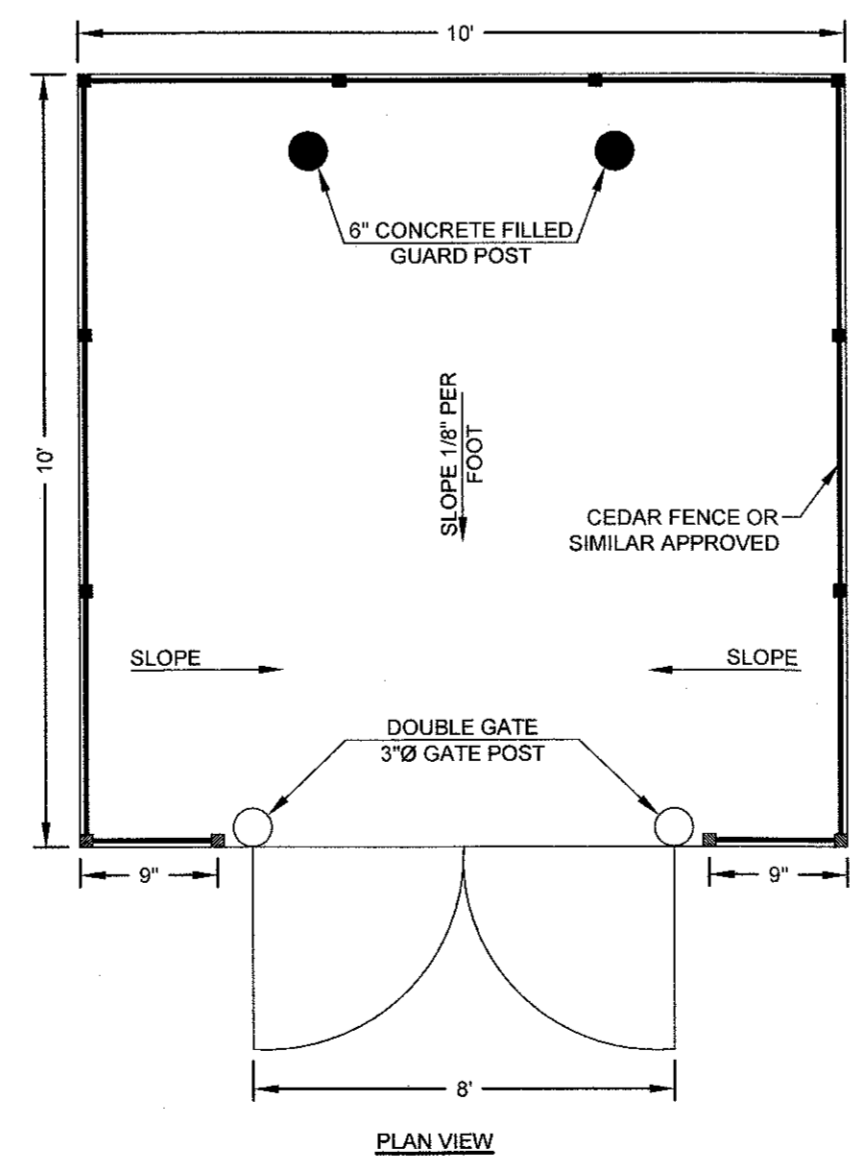 10'
6" CONCRETE FILLED
GUARD POST
10'
SLOPE 1/8" PER
FOOT
CEDAR FENCE OR
SIMILAR APPROVED
SLOPE
SLOPE
DOUBLE GATE
3"Ø GATE POST
9"
9"
8'
PLAN VIEW